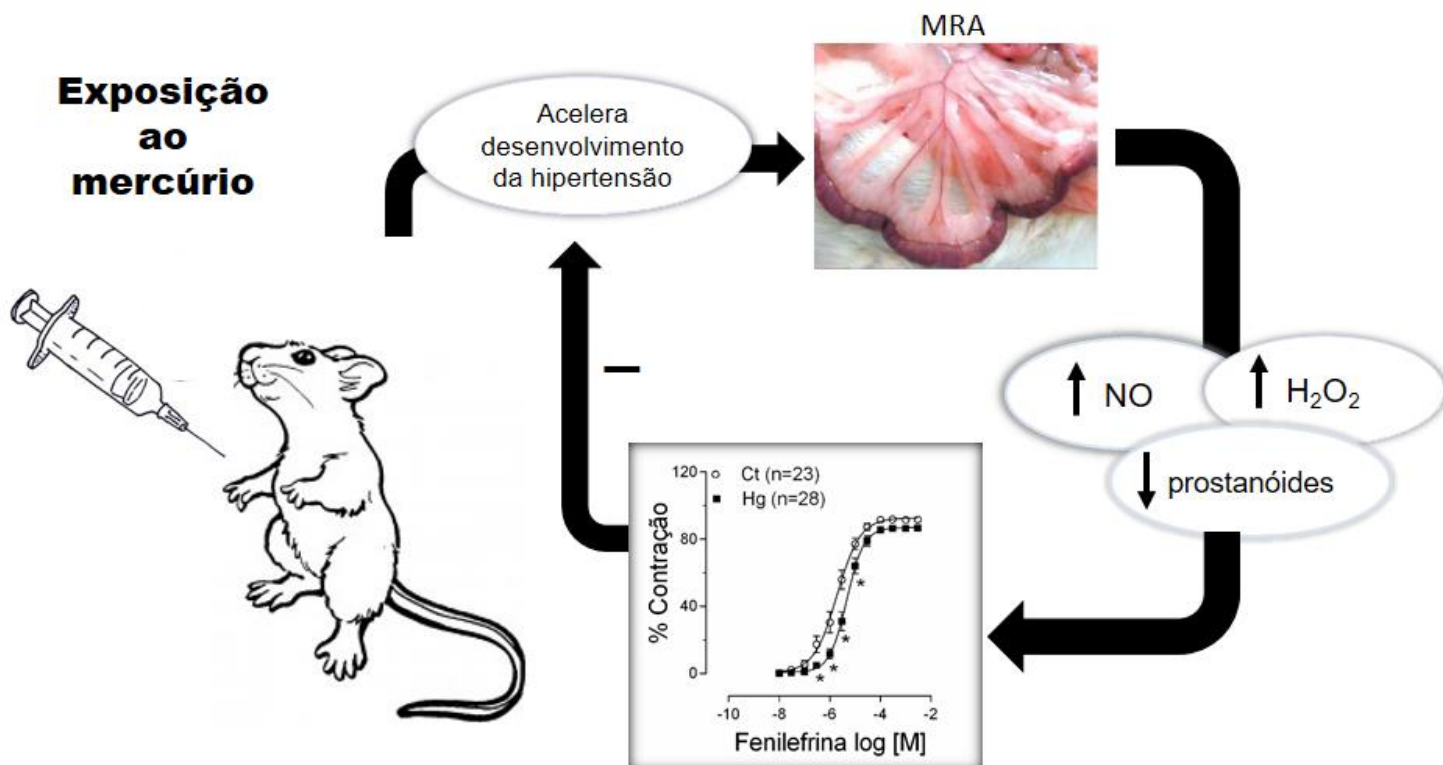 Exposição
ao
mercúrio
Acelera
desenvolvimento
da hipertensão
MRA
↑ NO
↑ H₂O₂
↓ prostanóides
–
120
80
40
0
% Contração
Ct (n=23)
Hg (n=28)
*
*
*
*
-10 -8 -6 -4 -2
Fenilefrina log [M]